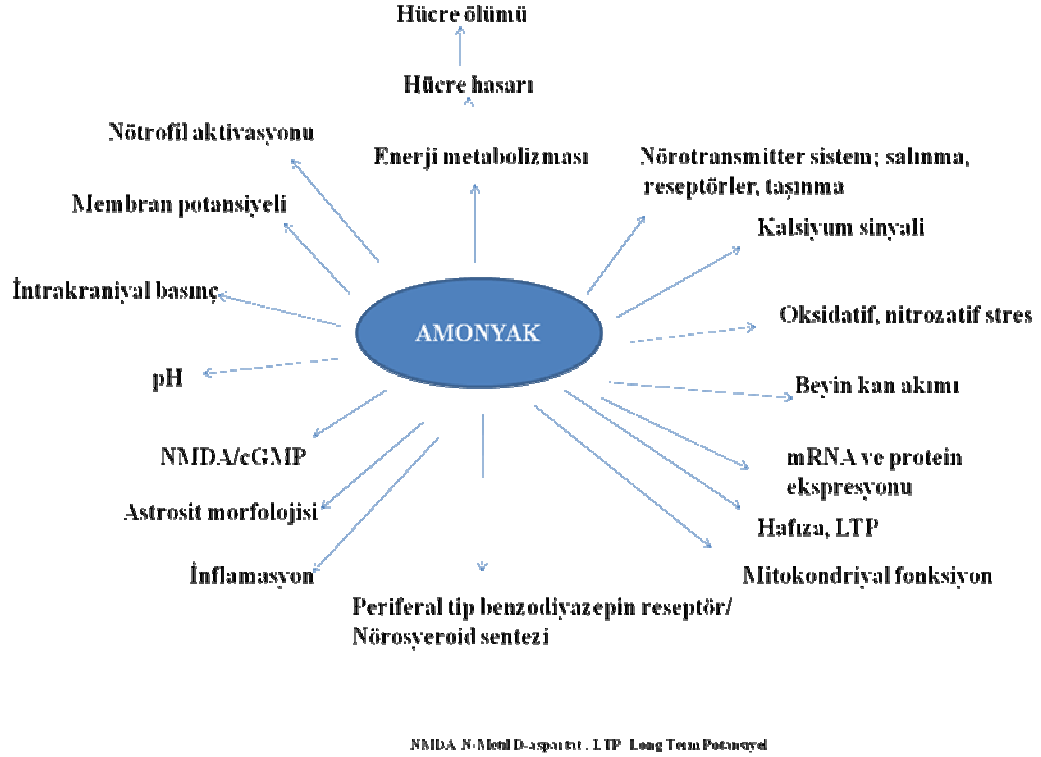 Hücre ölümü
Hücre hasarı
Nötrofil aktivasyonu
Enerji metabolizması
Nörotransmitter sistem; salınma,
reseptörler, taşınma
Membran potansiyeli
Kalsiyum sinyali
İntrakraniyal basınç
Oksidatif, nitrozatif stres
AMONYAK
pH
Beyin kan akımı
NMDA/cGMP
mRNA ve protein
ekspresyonu
Astrosit morfolojisi
Hafıza, LTP
İnflamasyon
Mitokondriyal fonksiyon
Periferal tip benzodiyazepin reseptör/
Nörosyeroid sentezi
NMDA N-Metil D-aspartat , LTP Long Term Potansiyel